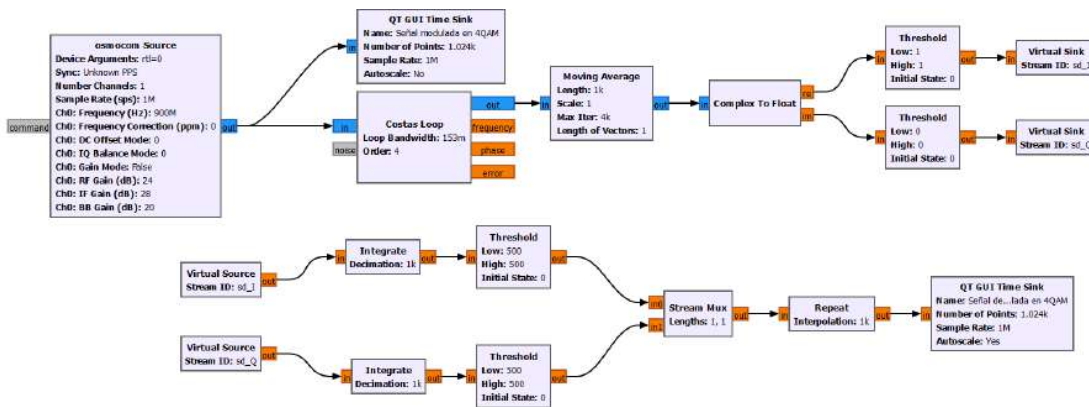 osmocom Source
Device Arguments: rtl=0
Sync: Unknown PPS
Number Channels: 1
Sample Rate (sps): 1M
Ch0: Frequency (Hz): 900M
Ch0: Frequency Correction (ppm): 0
Ch0: DC Offset Mode: 0
Ch0: IQ Balance Mode: 0
Ch0: Gain Mode: False
Ch0: RF Gain (dB): 24
Ch0: IF Gain (dB): 28
Ch0: BB Gain (dB): 20
command
out
in
QT GUI Time Sink
Name: Señal modulada en 4QAM
Number of Points: 1.024k
Sample Rate: 1M
Autoscale: No
in
noise
Costas Loop
Loop Bandwidth: 153m
Order: 4
out
frequency
phase
error
in
Moving Average
Length: 1k
Scale: 1
Max Iter: 4k
Length of Vectors: 1
out
in
Complex To Float
re
im
in
Threshold
Low: 1
High: 1
Initial State: 0
out
in
Virtual Sink
Stream ID: sd_I
in
Threshold
Low: 0
High: 0
Initial State: 0
out
in
Virtual Sink
Stream ID: sd_Q
Virtual Source
Stream ID: sd_I
out
in
Integrate
Decimation: 1k
out
in
Threshold
Low: 500
High: 500
Initial State: 0
out
Virtual Source
Stream ID: sd_Q
out
in
Integrate
Decimation: 1k
out
in
Threshold
Low: 500
High: 500
Initial State: 0
out
in0
in1
Stream Mux
Lengths: 1, 1
out
in
Repeat
Interpolation: 1k
out
in
QT GUI Time Sink
Name: Señal de...lada en 4QAM
Number of Points: 1.024k
Sample Rate: 1M
Autoscale: Yes